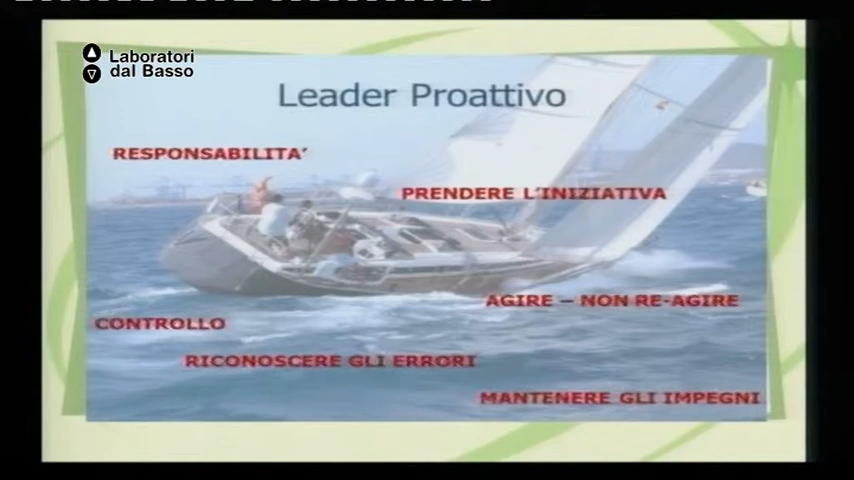 Laboratori
dal Basso
Leader Proattivo
RESPONSABILITA'
PRENDERE L'INIZIATIVA
AGIRE – NON RE-AGIRE
CONTROLLO
RICONOSCERE GLI ERRORI
MANTENERE GLI IMPEGNI